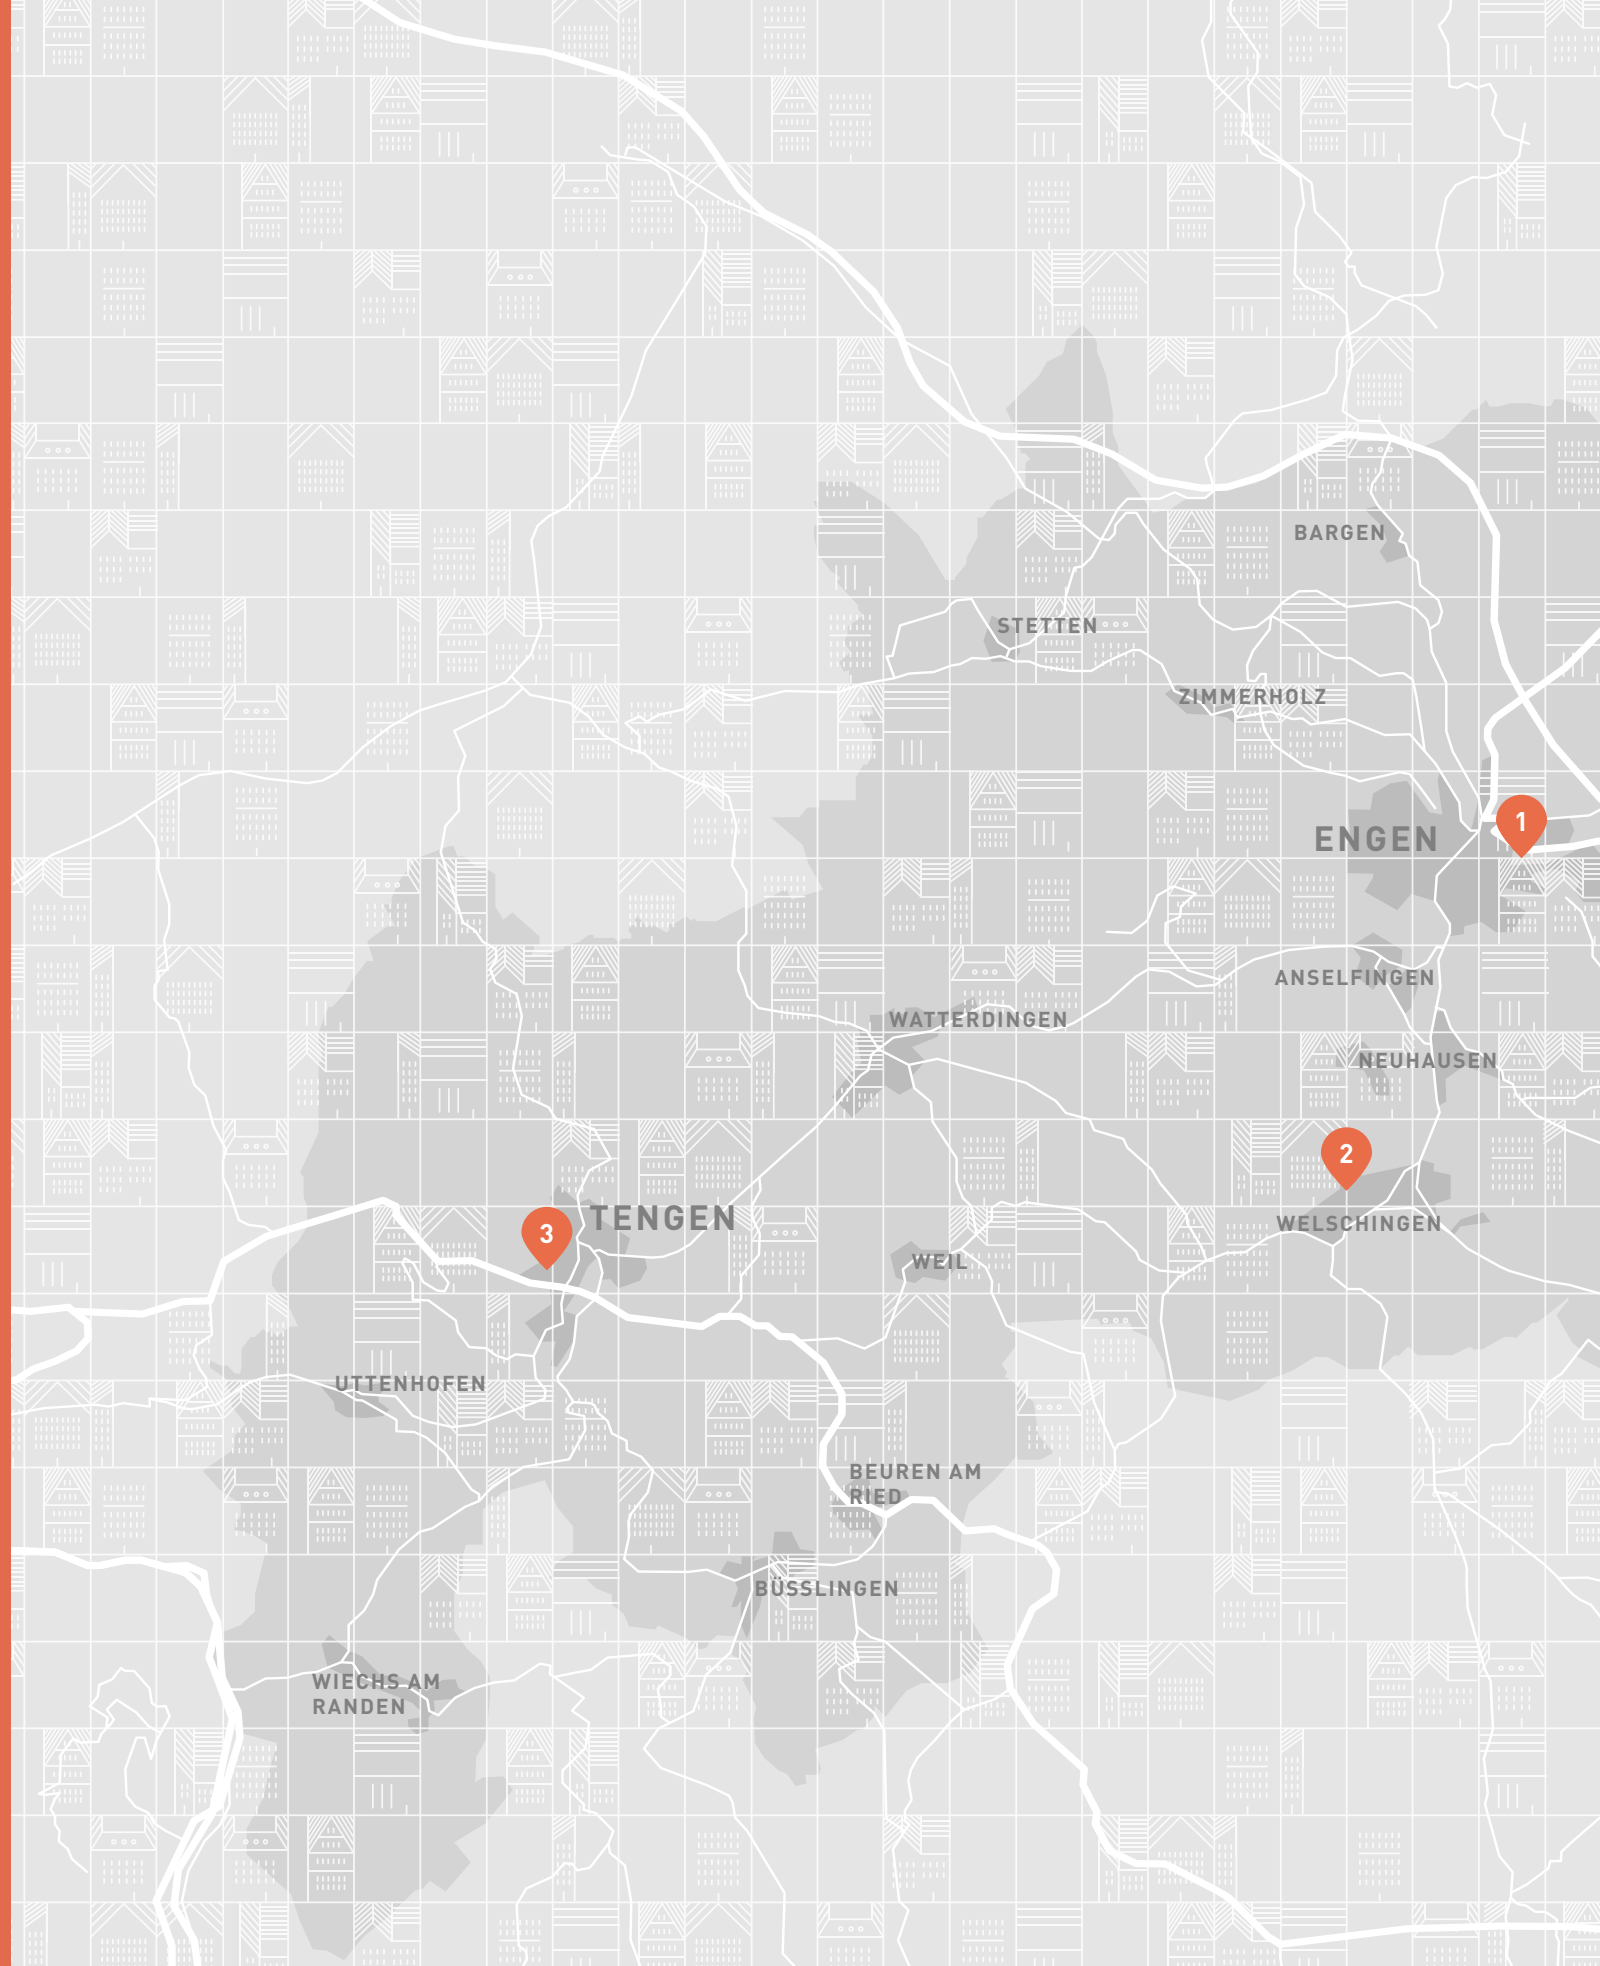 BARGEN
STETTEN
ZIMMERHOLZ
1
ENGEN
ANSELFINGEN
WATTERDINGEN
NEUHAUSEN
2
TENGEN
3
WELSCHINGEN
WEIL
UTTENHOFEN
BEUREN AM
RIED
BÜSSLINGEN
WIECHS AM
RANDEN